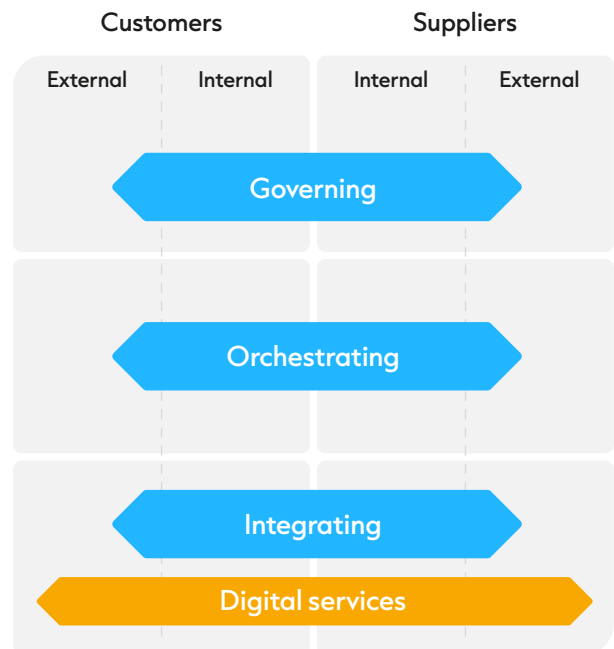 Customers Suppliers
External Internal Internal External
Governing
Orchestrating
Integrating
Digital services